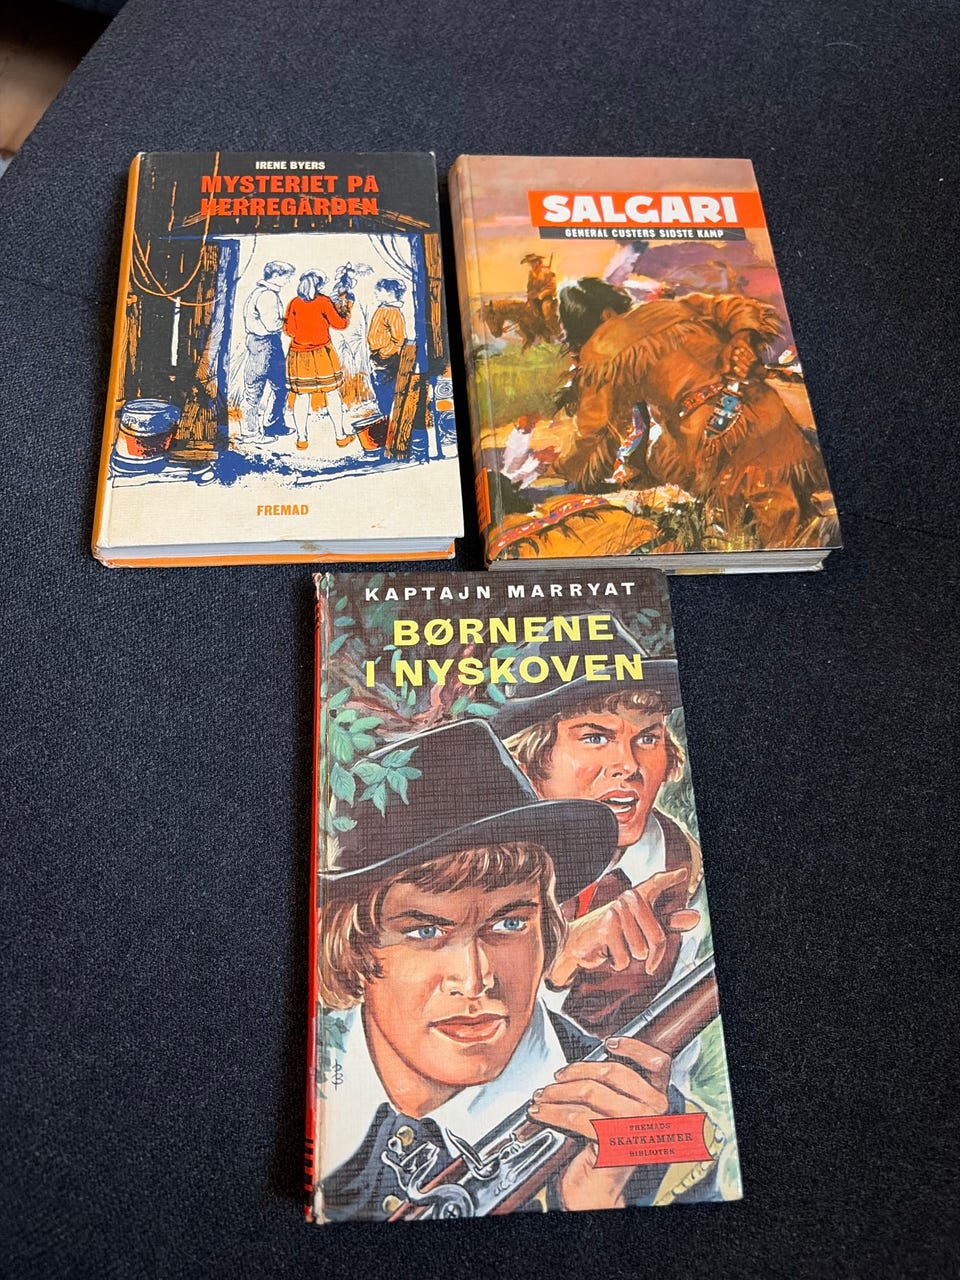 IRENE BYERS
MYSTERIET PÅ
HERREGÅRDEN
FREMAD
SALGARI
GENERAL CUSTERS SIDSTE KAMP
KAPTAJN MARRYAT
BØRNENE
I NYSKOVEN
FREMADS
SKATKAMMER
BIBLIOTEK